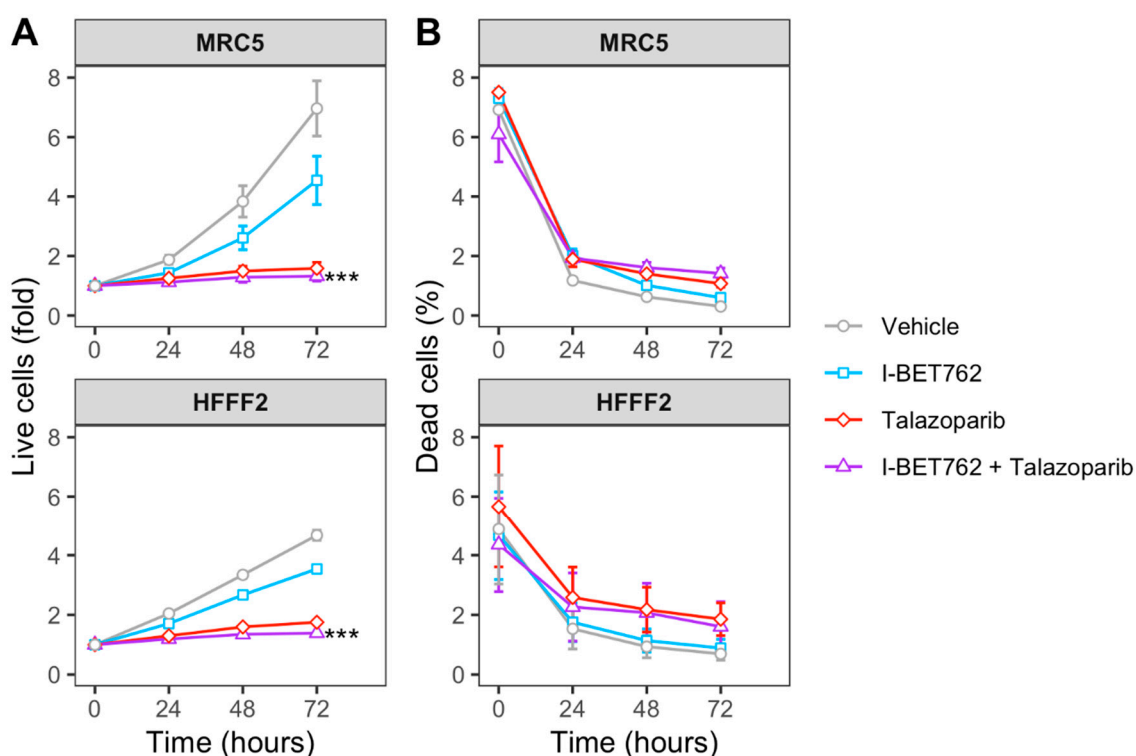 A
MRC5
8
6
4
2
0
0 24 48 72
***
HFFF2
8
6
4
2
0
0 24 48 72
***
Live cells (fold)
Time (hours)
B
MRC5
8
6
4
2
0
0 24 48 72
HFFF2
8
6
4
2
0
0 24 48 72
Dead cells (%)
Time (hours)
Vehicle
I-BET762
Talazoparib
I-BET762 + Talazoparib